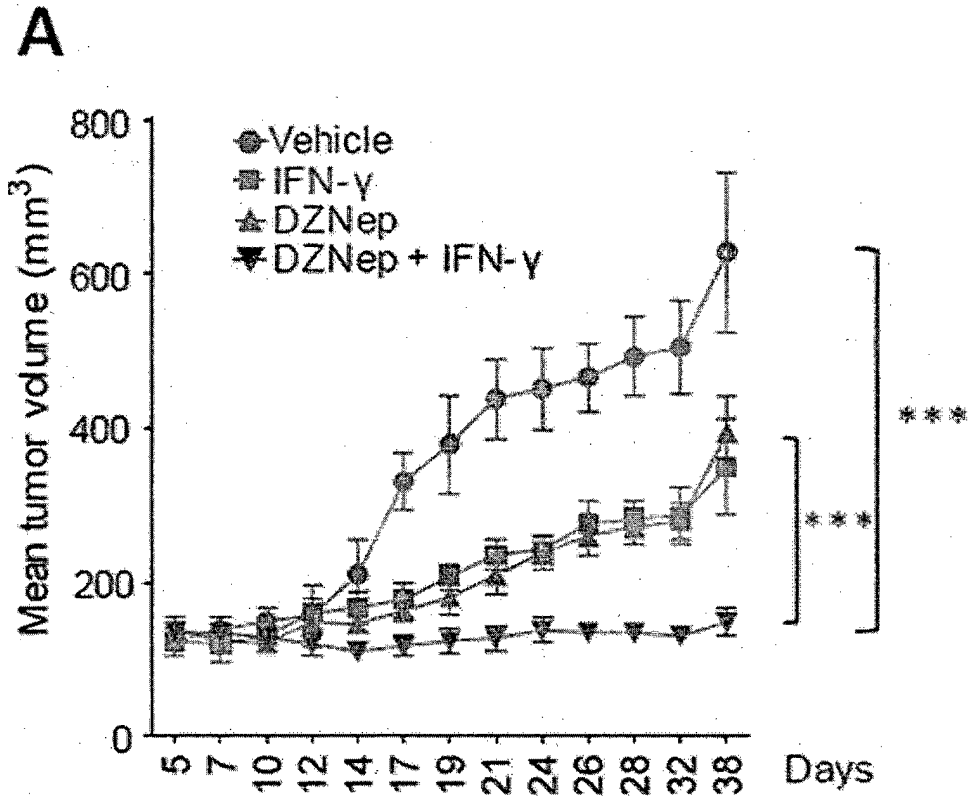 A
Mean tumor volume (mm³)
800
600
400
200
0
Vehicle
IFN-γ
DZNep
DZNep + IFN-γ
***
***
5 7 10 12 14 17 19 21 24 26 28 32 38 Days